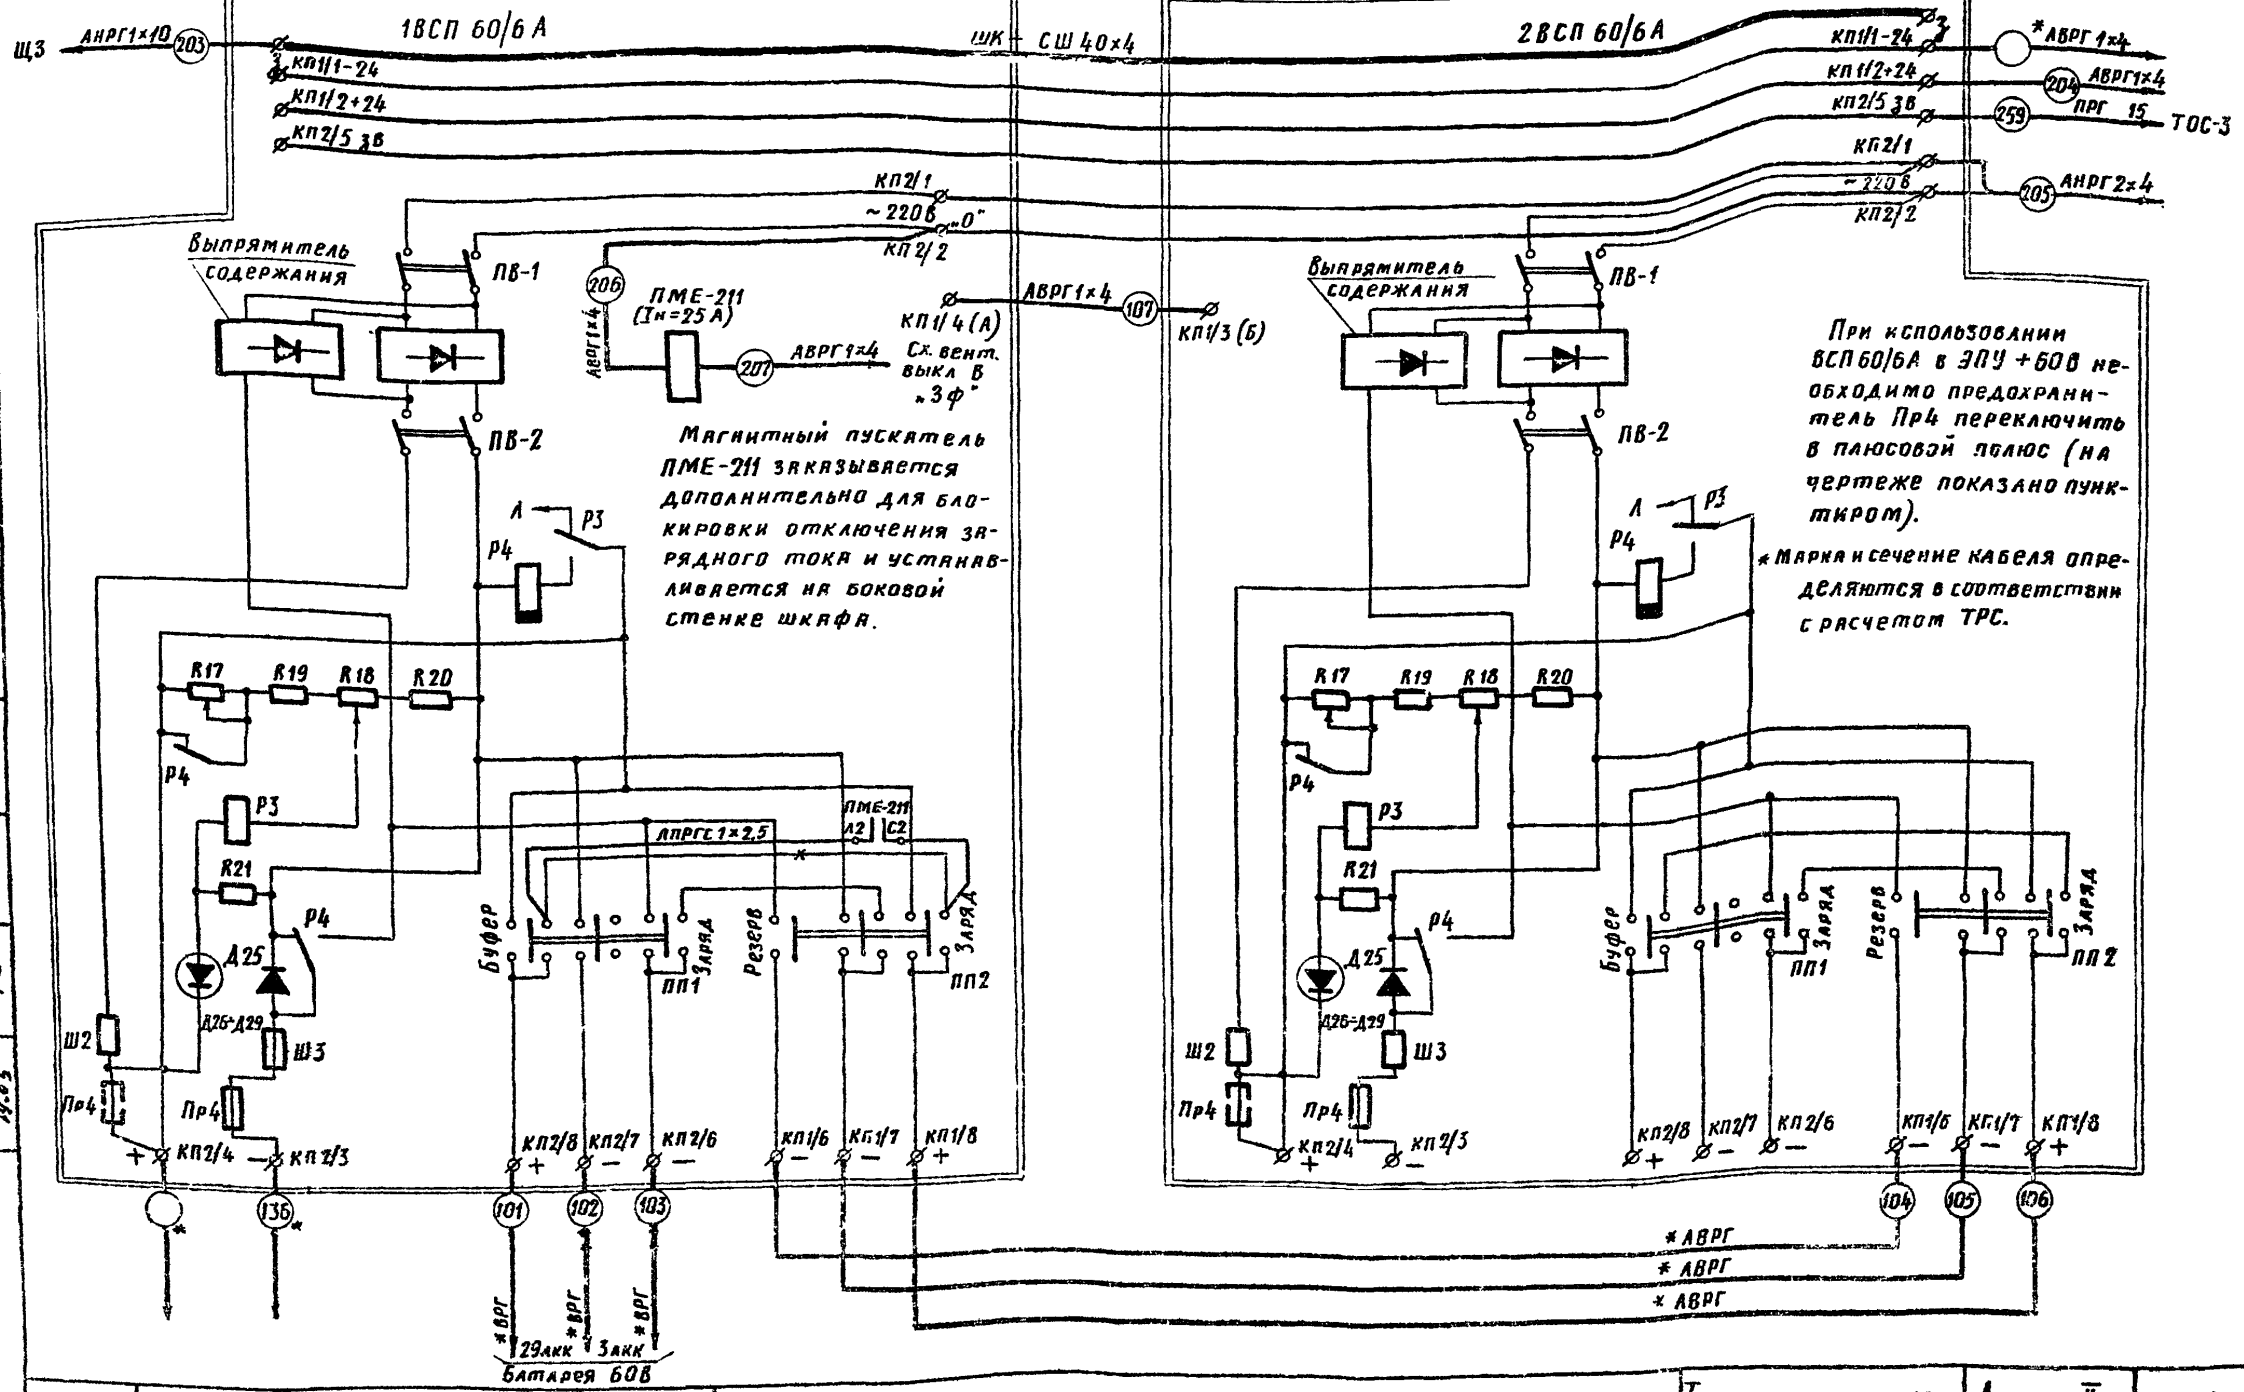 1ВСП 60/6А
ШК – СШ 40×4
2ВСП 60/6А
Щ3
АНРГ1×10
203
З
КП1/1-24
КП1/2+24
КП2/5 ЗВ
З
КП1/1-24
*АВРГ 1×4
КП1/2+24
204
АВРГ1×4
КП2/5 ЗВ
259
ПРГ 15
ТОС-3
КП2/1
~220В
КП2/2
205
АНРГ2×4
КП2/1
~220В
„О"
КП2/2
Выпрямитель
содержания
ПВ-1
206
АВРГ1×4
ПМЕ-211
(Iн=25А)
207
АВРГ1×4
КП1/4(А)
Сх. вент.
выкл В
„ЗФ"
АВРГ1×4
107
КП1/3(Б)
ПВ-2
Магнитный пускатель
ПМЕ-211 заказывается
дополнительно для бло-
кировки отключения за-
рядного тока и устанав-
ливается на боковой
стенке шкафа.
Л
Р3
Р4
R17
R19
R18
R20
Р4
Р3
R21
Р4
Д25
Д26-Д29
Ш2
Ш3
Пр4
Пр4
+
КП2/4
–
КП2/3
ПМЕ-211
Л2
С2
АПРГС 1×2,5
×
Буфер
Заряд
ПП1
Резерв
Заряд
ПП2
КП2/8
+
КП2/7
–
КП2/6
–
КП1/6
–
КП1/7
–
КП1/8
+
*
136
*
101
102
103
*ВРГ
*ВРГ
*ВРГ
29акк
3акк
Батарея 60В
Выпрямитель
содержания
ПВ-1
ПВ-2
При использовании
ВСП60/6А в ЭПУ +60В не-
обходимо предохрани-
тель Пр4 переключить
в плюсовой полюс (на
чертеже показано пунк-
тиром).
* Марка и сечение кабеля опре-
деляются в соответствии
с расчетом ТРС.
Л
Р3
Р4
R17
R19
R18
R20
Р4
Р3
R21
Р4
Д25
Д26-Д29
Ш2
Ш3
Пр4
Пр4
КП2/4
+
КП2/3
–
Буфер
Заряд
ПП1
Резерв
Заряд
ПП2
КП2/8
+
КП2/7
–
КП2/6
–
КП1/6
–
КП1/7
–
КП1/8
+
104
105
106
* АВРГ
* АВРГ
* АВРГ